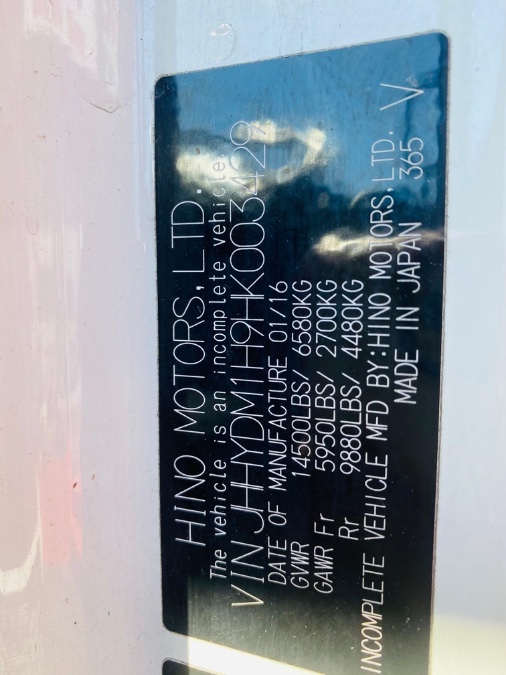 HINO MOTORS, LTD.
The vehicle is an incomplete vehicle.
VIN JHHYDM1H9HK003429
DATE OF MANUFACTURE 01/16
GVWR 14500LBS/ 6580KG
GAWR Fr 5950LBS/ 2700KG
Rr 9880LBS/ 4480KG
INCOMPLETE VEHICLE MFD BY:HINO MOTORS,LTD. V
MADE IN JAPAN 365